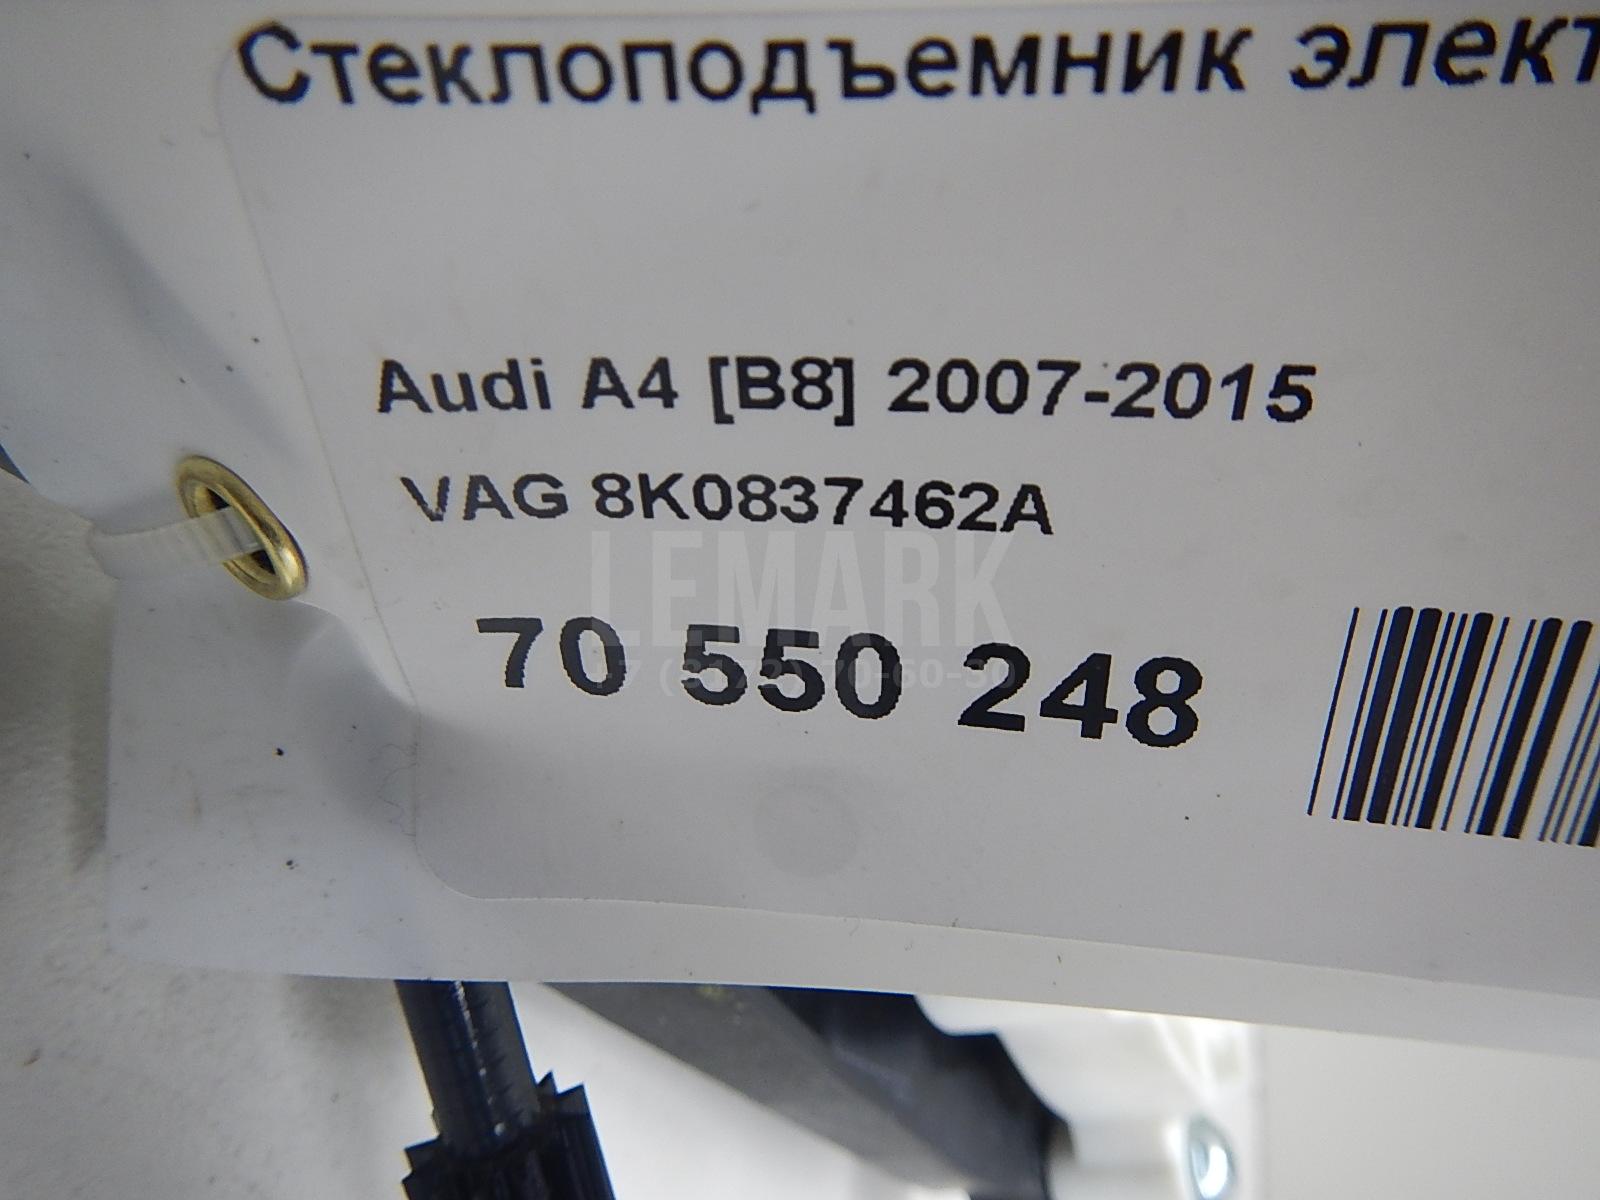 Стеклоподъемник элект
Audi A4 [B8] 2007-2015
VAG 8K0837462A
LEMARK
70 550 248